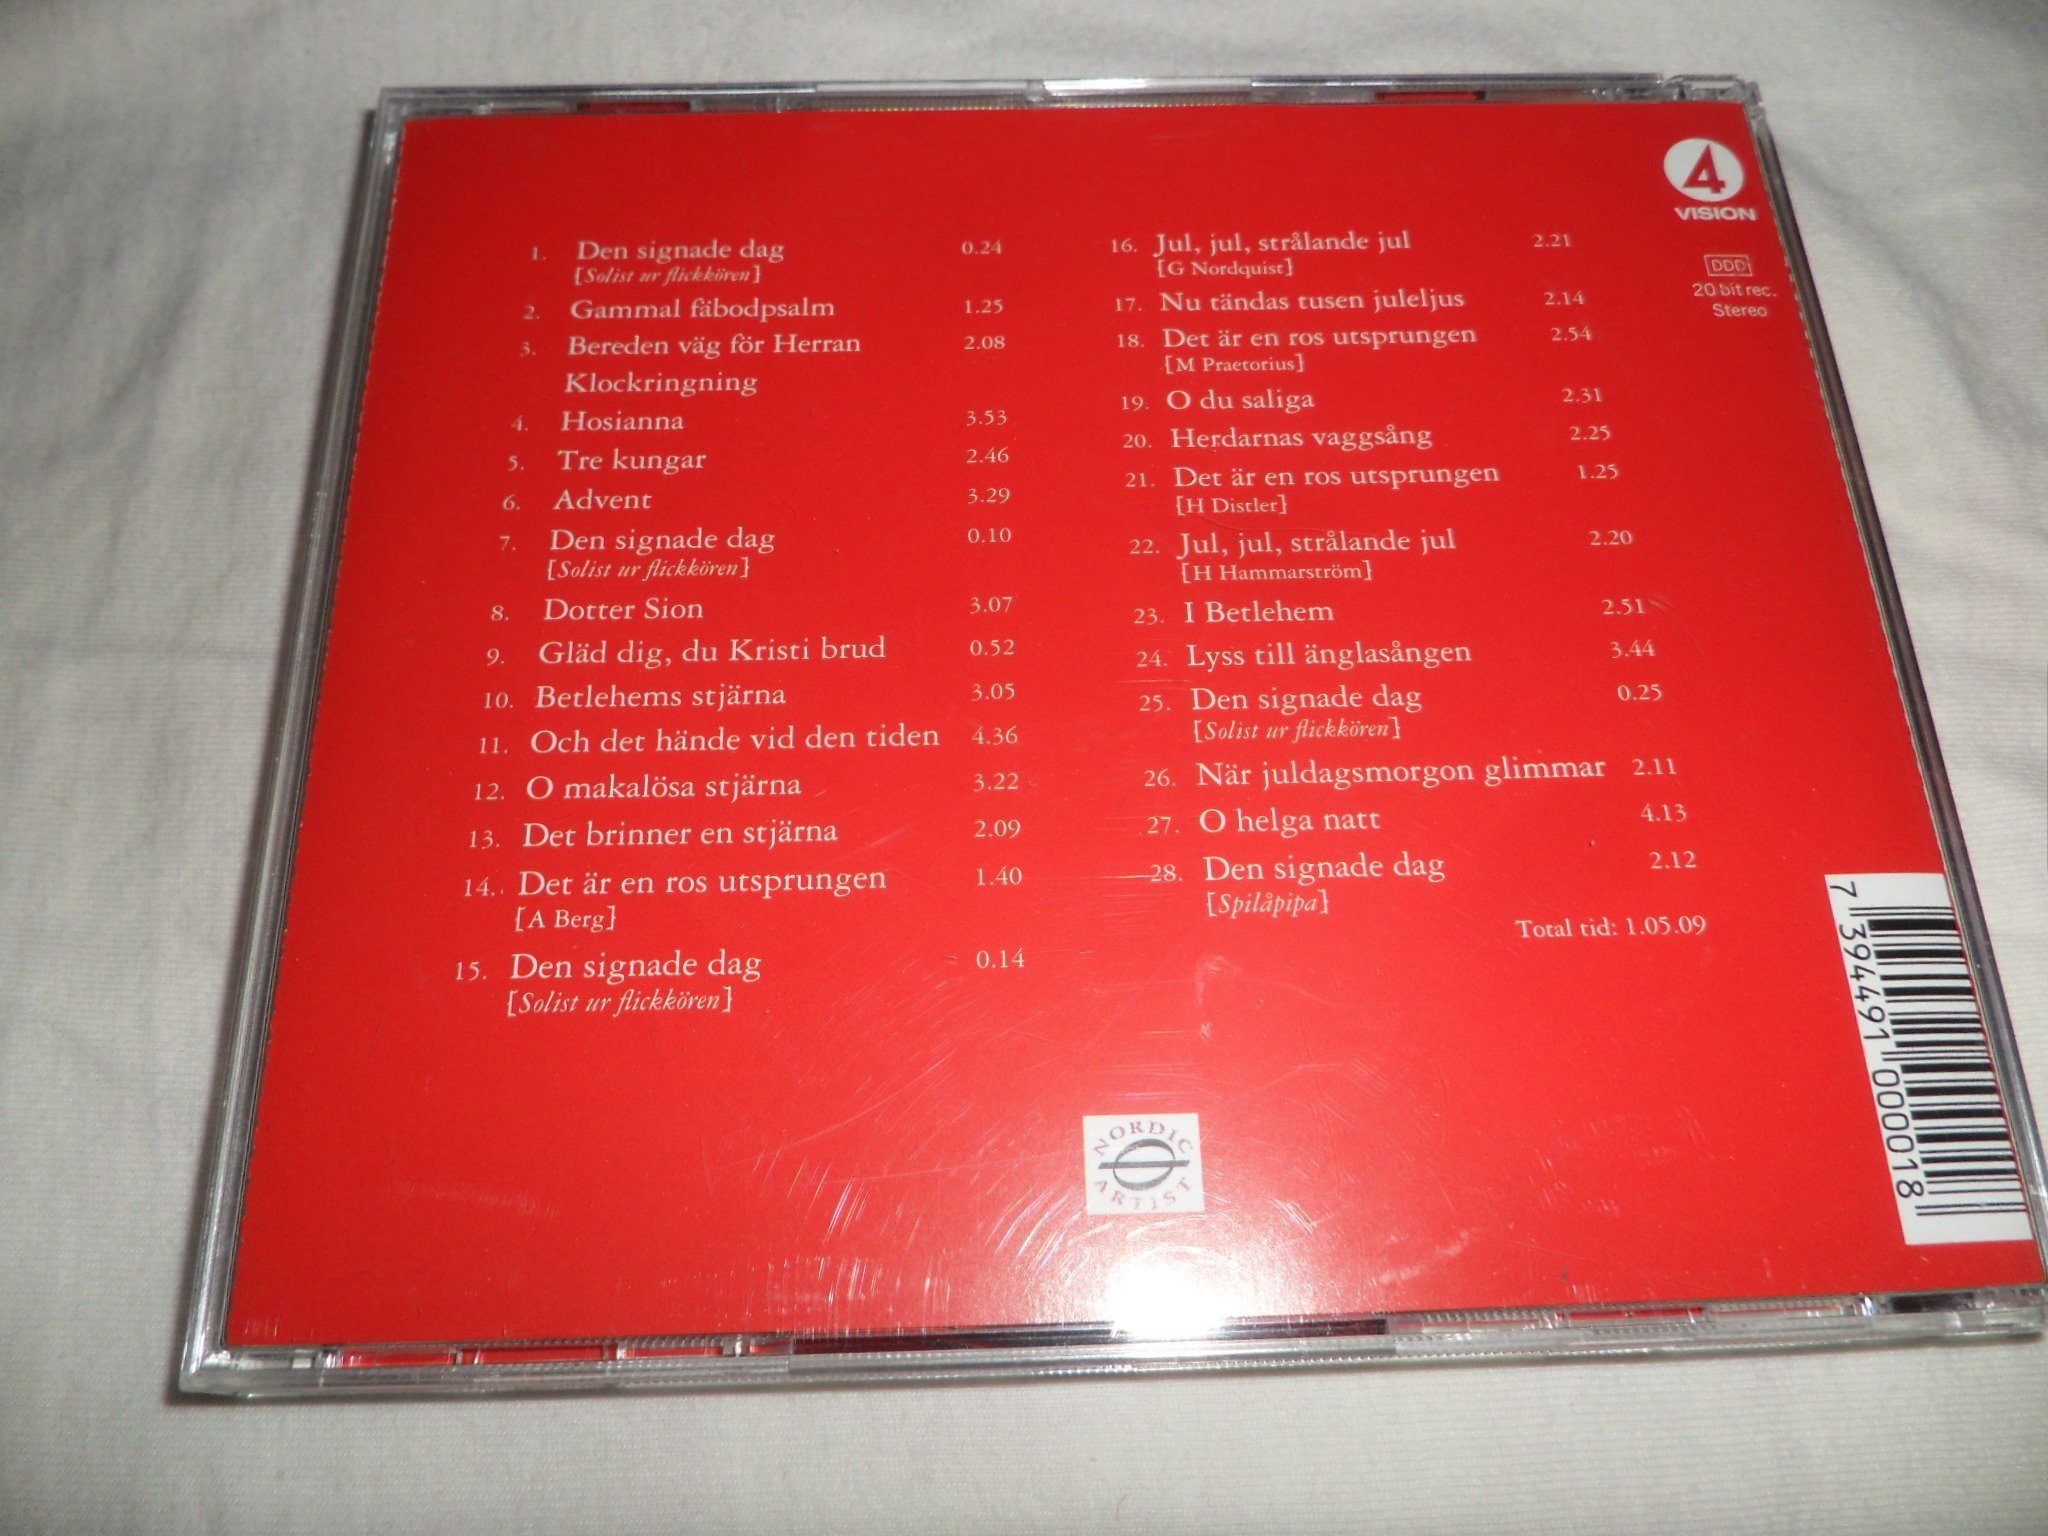 1. Den signade dag 0.24
[Solist ur flickkören]
2. Gammal fäbodpsalm 1.25
3. Bereden väg för Herran 2.08
Klockringning
4. Hosianna 3.53
5. Tre kungar 2.46
6. Advent 3.29
7. Den signade dag 0.10
[Solist ur flickkören]
8. Dotter Sion 3.07
9. Gläd dig, du Kristi brud 0.52
10. Betlehems stjärna 3.05
11. Och det hände vid den tiden 4.36
12. O makalösa stjärna 3.22
13. Det brinner en stjärna 2.09
14. Det är en ros utsprungen 1.40
[A Berg]
15. Den signade dag 0.14
[Solist ur flickkören]
16. Jul, jul, strålande jul 2.21
[G Nordquist]
17. Nu tändas tusen juleljus 2.14
18. Det är en ros utsprungen 2.54
[M Praetorius]
19. O du saliga 2.31
20. Herdarnas vaggsång 2.25
21. Det är en ros utsprungen 1.25
[H Distler]
22. Jul, jul, strålande jul 2.20
[H Hammarström]
23. I Betlehem 2.51
24. Lyss till änglasången 3.44
25. Den signade dag 0.25
[Solist ur flickkören]
26. När juldagsmorgon glimmar 2.11
27. O helga natt 4.13
28. Den signade dag 2.12
[Spilåpipa]
Total tid: 1.05.09
4
VISION
DDD
20 bit rec.
Stereo
7 394491 000018
NORDIC
ARTIST